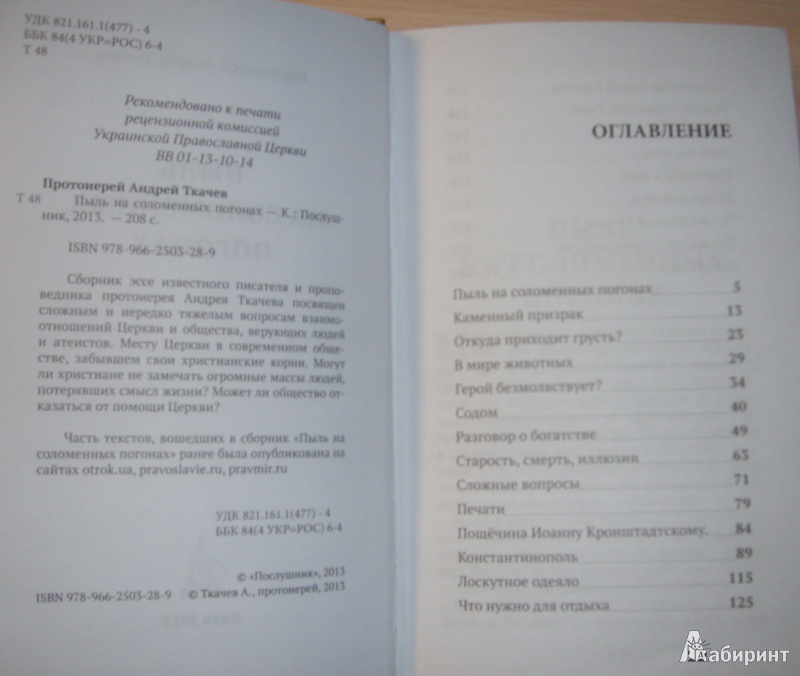 УДК 821.161.1(477) - 4
ББК 84(4 УКР=РОС) 6-4
Т 48
Рекомендовано к печати
рецензионной комиссией
Украинской Православной Церкви
ВВ 01-13-10-14
Протоиерей Андрей Ткачев
Т 48 Пыль на соломенных погонах — К.: Послуш-
ник, 2013. — 208 с.
ISBN 978-966-2503-28-9
Сборник эссе известного писателя и пропо-
ведника протоиерея Андрея Ткачева посвящен
сложным и нередко тяжелым вопросам взаимо-
отношений Церкви и общества, верующих людей
и атеистов. Месту Церкви в современном обще-
стве, забывшем свои христианские корни. Могут
ли христиане не замечать огромные массы людей,
потерявших смысл жизни? Может ли общество от-
казаться от помощи Церкви?
Часть текстов, вошедших в сборник «Пыль на
соломенных погонах» ранее была опубликована на
сайтах otrok.ua, pravoslavie.ru, pravmir.ru
УДК 821.161.1(477) - 4
ББК 84(4 УКР=РОС) 6-4
© «Послушник», 2013
ISBN 978-966-2503-28-9 © Ткачев А., протоиерей, 2013
ОГЛАВЛЕНИЕ
Пыль на соломенных погонах 5
Каменный призрак 13
Откуда приходит грусть? 23
В мире животных 29
Герой безмолвствует? 34
Содом 40
Разговор о богатстве 49
Старость, смерть, иллюзии 63
Сложные вопросы 71
Печати 79
Пощёчина Иоанну Кронштадтскому. 84
Константинополь 89
Лоскутное одеяло 115
Что нужно для отдыха 125
Лабиринт